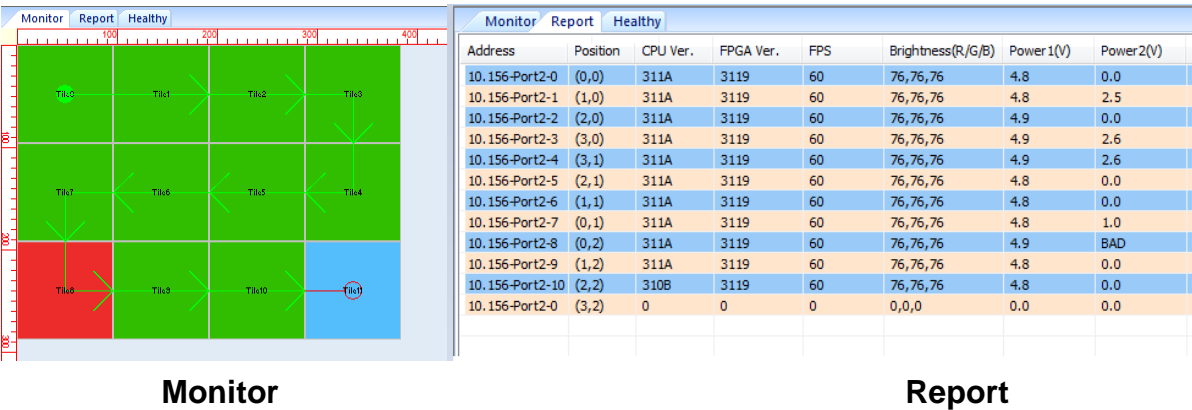 Monitor Report Healthy
100 200 300 400
Tile0 Tile1 Tile2 Tile3
100
Tile7 Tile6 Tile5 Tile4
200
Tile8 Tile9 Tile10 Tile11
300
Monitor
Monitor Report Healthy
Address Position CPU Ver. FPGA Ver. FPS Brightness(R/G/B) Power1(V) Power2(V)
10.156-Port2-0 (0,0) 311A 3119 60 76,76,76 4.8 0.0
10.156-Port2-1 (1,0) 311A 3119 60 76,76,76 4.8 2.5
10.156-Port2-2 (2,0) 311A 3119 60 76,76,76 4.9 0.0
10.156-Port2-3 (3,0) 311A 3119 60 76,76,76 4.9 2.6
10.156-Port2-4 (3,1) 311A 3119 60 76,76,76 4.9 2.6
10.156-Port2-5 (2,1) 311A 3119 60 76,76,76 4.8 0.0
10.156-Port2-6 (1,1) 311A 3119 60 76,76,76 4.8 0.0
10.156-Port2-7 (0,1) 311A 3119 60 76,76,76 4.8 1.0
10.156-Port2-8 (0,2) 311A 3119 60 76,76,76 4.9 BAD
10.156-Port2-9 (1,2) 311A 3119 60 76,76,76 4.8 0.0
10.156-Port2-10 (2,2) 310B 3119 60 76,76,76 4.8 0.0
10.156-Port2-0 (3,2) 0 0 0 0,0,0 0.0 0.0
Report